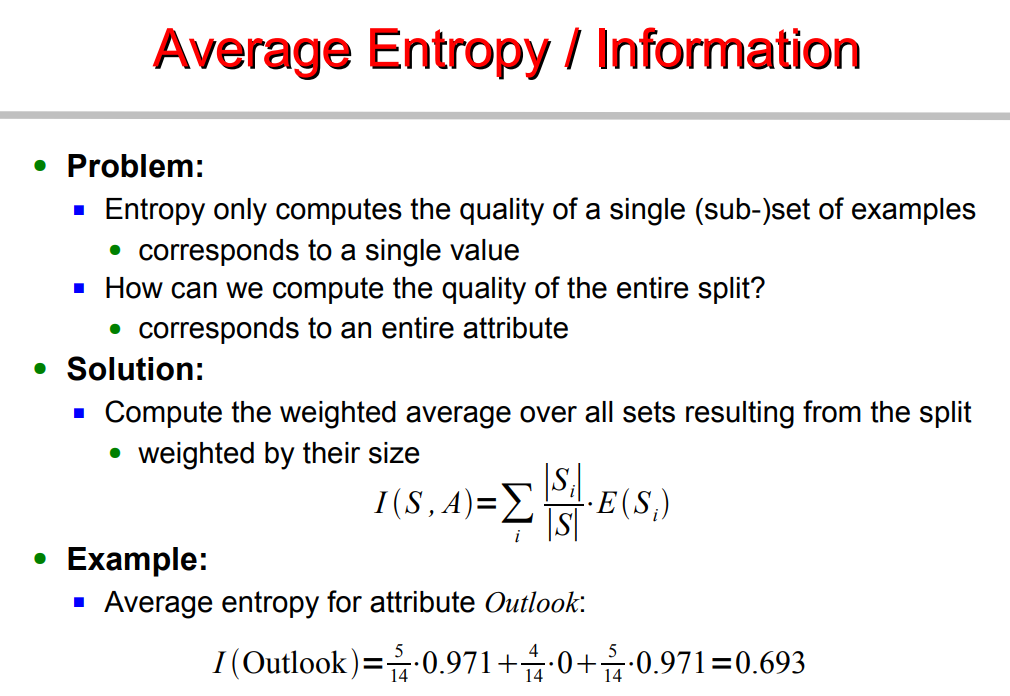 Average Entropy / Information
• Problem:
▪ Entropy only computes the quality of a single (sub-)set of examples
• corresponds to a single value
▪ How can we compute the quality of the entire split?
• corresponds to an entire attribute
• Solution:
▪ Compute the weighted average over all sets resulting from the split
• weighted by their size
I(S, A)=∑_i |S_i|/|S| · E(S_i)
• Example:
▪ Average entropy for attribute Outlook:
I(Outlook)=5/14·0.971+4/14·0+5/14·0.971=0.693